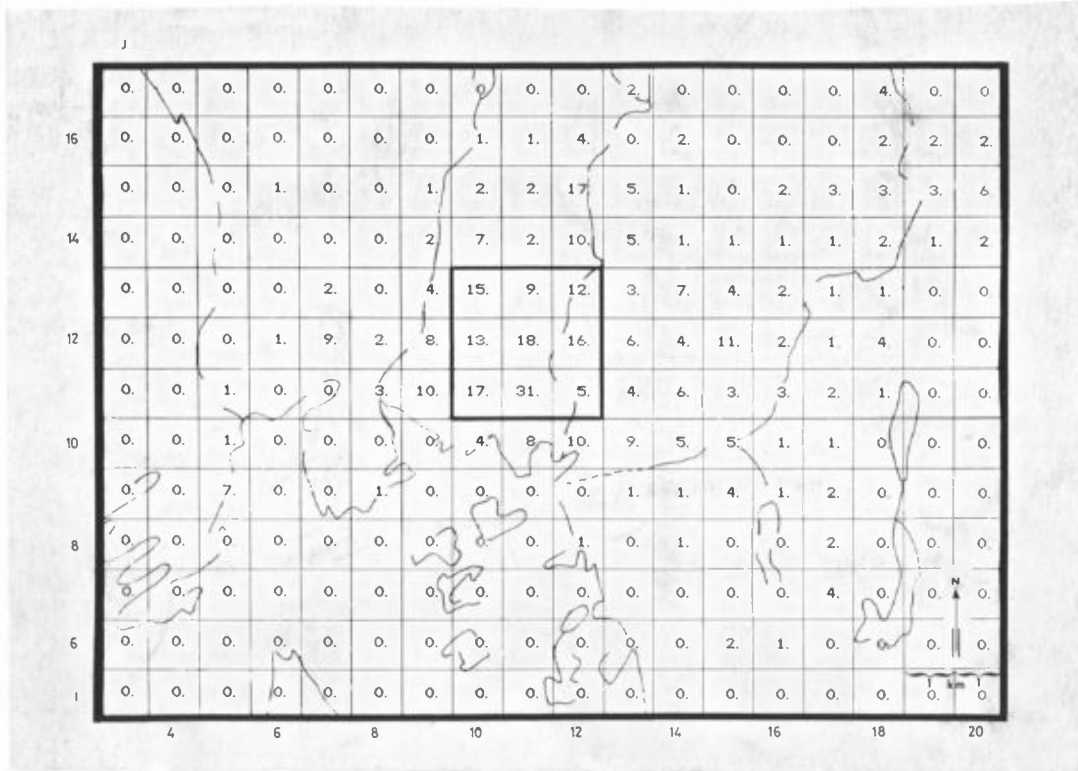 J
0. 0. 0. 0. 0. 0. 0. 0. 0. 0. 2. 0. 0. 0. 0. 4. 0. 0
16 0. 0. 0. 0. 0. 0. 0. 1. 1. 4. 0. 2. 0. 0. 0. 2. 2. 2.
0. 0. 0. 1. 0. 0. 1. 2. 2. 17. 5. 1. 0. 2. 3. 3. 3. 6
14 0. 0. 0. 0. 0. 0. 2. 7. 2. 10. 5. 1. 1. 1. 1. 2. 1. 2
0. 0. 0. 0. 2. 0. 4. 15. 9. 12. 3. 7. 4. 2. 1. 1. 0. 0
12 0. 0. 0. 1. 9. 2. 8. 13. 18. 16. 6. 4. 11. 2. 1. 4. 0. 0.
0. 0. 1. 0. 0. 3. 10. 17. 31. 5. 4. 6. 3. 3. 2. 1. 0. 0.
10 0. 0. 1. 0. 0. 0. 0. 4. 8. 10. 9. 5. 5. 1. 1. 0. 0. 0.
0. 0. 7. 0. 0. 1. 0. 0. 0. 0. 1. 1. 4. 1. 2. 0. 0. 0.
8 0. 0. 0. 0. 0. 0. 0. 0. 0. 1. 0. 1. 0. 0. 2. 0. 0. 0.
0. 0. 0. 0. 0. 0. 0. 0. 0. 0. 0. 0. 0. 0. 4. 0. 0. 0.
N
6 0. 0. 0. 0. 0. 0. 0. 0. 0. 0. 0. 0. 2. 1. 0. 0. 0. 0.
I 0. 0. 0. 0. 0. 0. 0. 0. 0. 0. 0. 0. 0. 0. 0. 0. 0. 0.
km
4 6 8 10 12 14 16 18 20